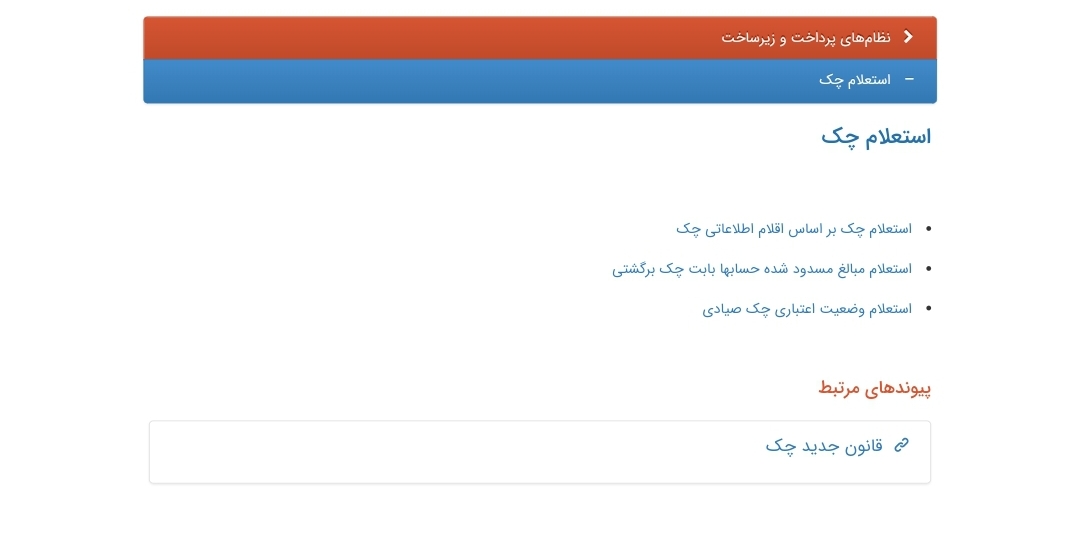 نظام‌های پرداخت و زیرساخت
استعلام چک
استعلام چک
استعلام چک بر اساس اقلام اطلاعاتی چک
استعلام مبالغ مسدود شده حسابها بابت چک برگشتی
استعلام وضعیت اعتباری چک صیادی
پیوندهای مرتبط
قانون جدید چک